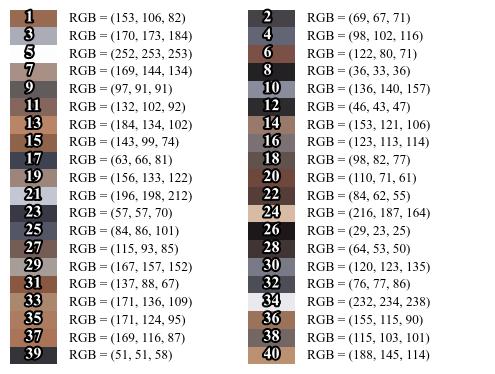 1 RGB = (153, 106, 82) 2 RGB = (69, 67, 71)
3 RGB = (170, 173, 184) 4 RGB = (98, 102, 116)
5 RGB = (252, 253, 253) 6 RGB = (122, 80, 71)
7 RGB = (169, 144, 134) 8 RGB = (36, 33, 36)
9 RGB = (97, 91, 91) 10 RGB = (136, 140, 157)
11 RGB = (132, 102, 92) 12 RGB = (46, 43, 47)
13 RGB = (184, 134, 102) 14 RGB = (153, 121, 106)
15 RGB = (143, 99, 74) 16 RGB = (123, 113, 114)
17 RGB = (63, 66, 81) 18 RGB = (98, 82, 77)
19 RGB = (156, 133, 122) 20 RGB = (110, 71, 61)
21 RGB = (196, 198, 212) 22 RGB = (84, 62, 55)
23 RGB = (57, 57, 70) 24 RGB = (216, 187, 164)
25 RGB = (84, 86, 101) 26 RGB = (29, 23, 25)
27 RGB = (115, 93, 85) 28 RGB = (64, 53, 50)
29 RGB = (167, 157, 152) 30 RGB = (120, 123, 135)
31 RGB = (137, 88, 67) 32 RGB = (76, 77, 86)
33 RGB = (171, 136, 109) 34 RGB = (232, 234, 238)
35 RGB = (171, 124, 95) 36 RGB = (155, 115, 90)
37 RGB = (169, 116, 87) 38 RGB = (115, 103, 101)
39 RGB = (51, 51, 58) 40 RGB = (188, 145, 114)